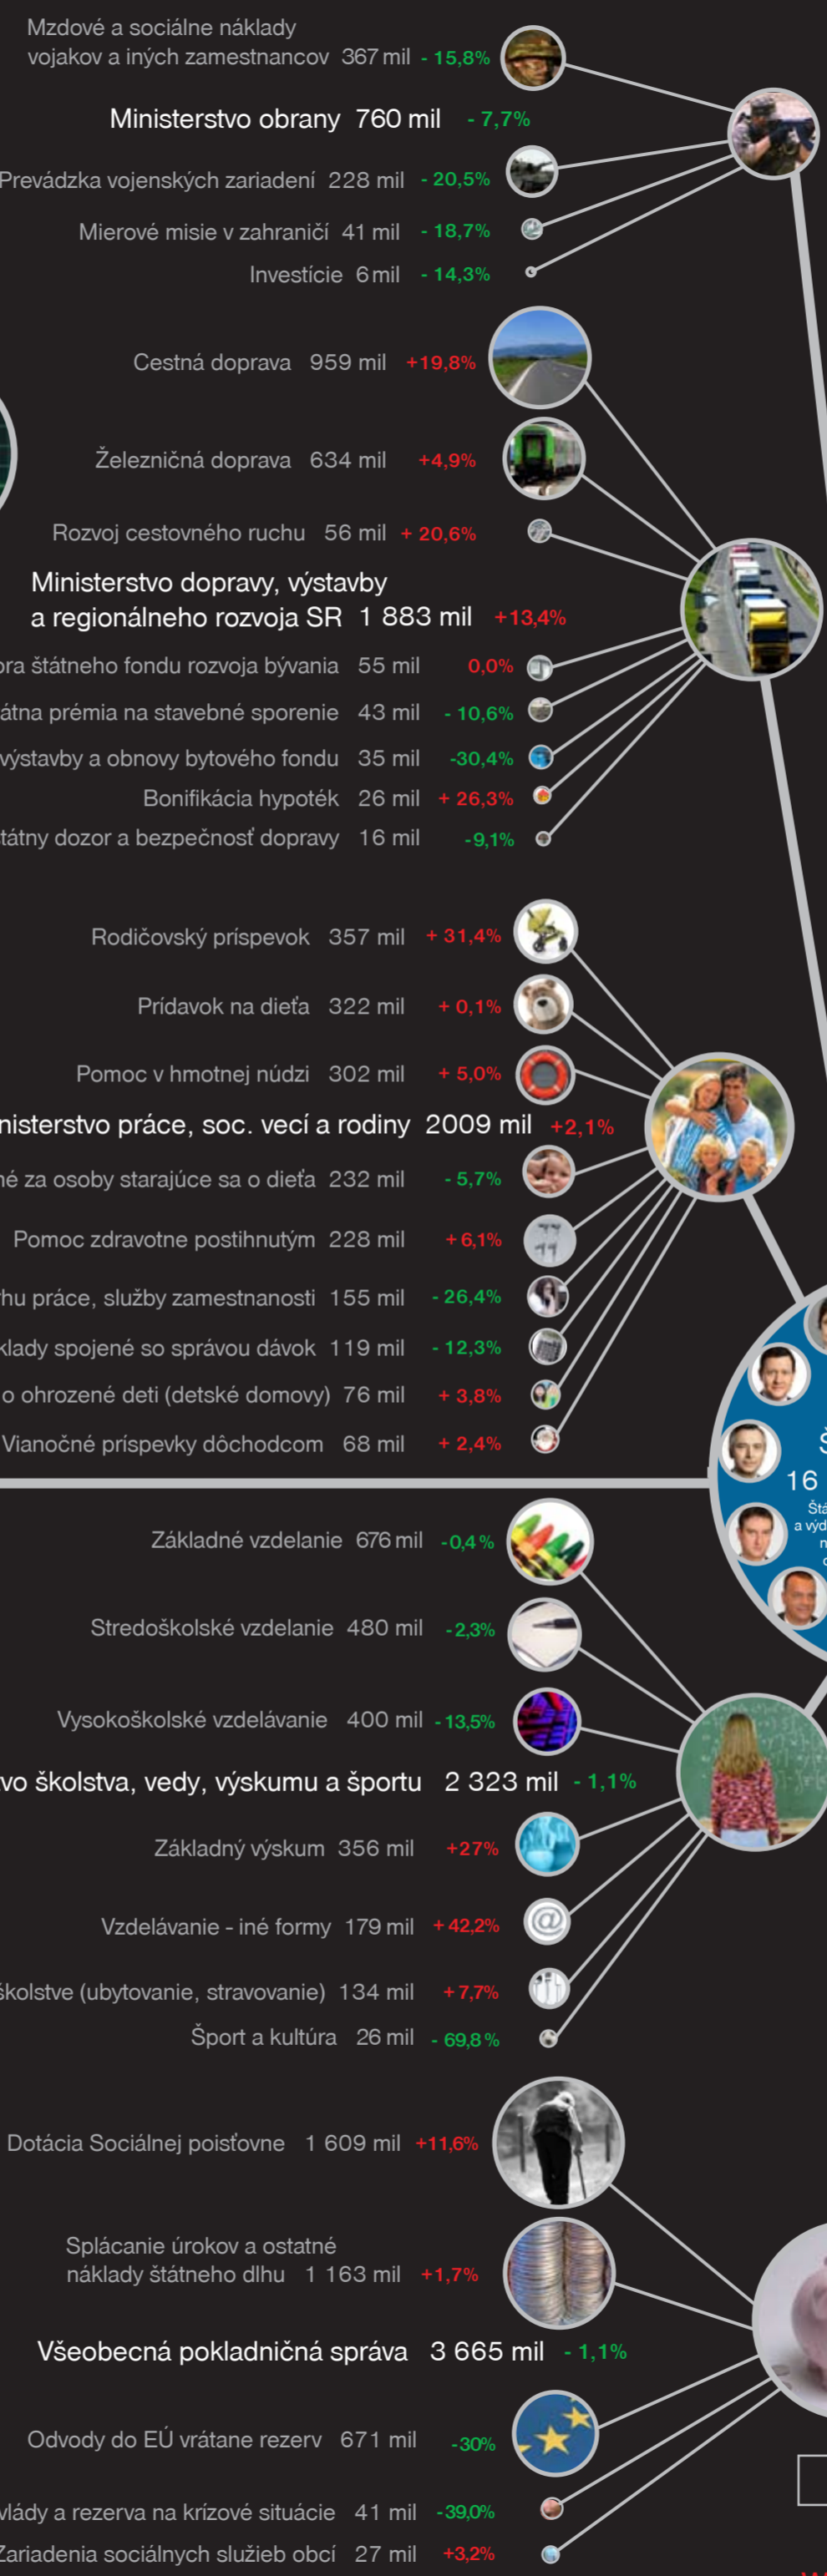 Mzdové a sociálne náklady
vojakov a iných zamestnancov 367 mil - 15,8%
Ministerstvo obrany 760 mil - 7,7%
Prevádzka vojenských zariadení 228 mil - 20,5%
Mierové misie v zahraničí 41 mil - 18,7%
Investície 6 mil - 14,3%
Cestná doprava 959 mil +19,8%
Železničná doprava 634 mil +4,9%
Rozvoj cestovného ruchu 56 mil + 20,6%
Ministerstvo dopravy, výstavby
a regionálneho rozvoja SR 1 883 mil +13,4%
ora štátneho fondu rozvoja bývania 55 mil 0,0%
átna prémia na stavebné sporenie 43 mil - 10,6%
výstavby a obnovy bytového fondu 35 mil -30,4%
Bonifikácia hypoték 26 mil + 26,3%
tátny dozor a bezpečnosť dopravy 16 mil -9,1%
Rodičovský príspevok 357 mil + 31,4%
Prídavok na dieťa 322 mil + 0,1%
Pomoc v hmotnej núdzi 302 mil + 5,0%
nisterstvo práce, soc. vecí a rodiny 2009 mil +2,1%
né za osoby starajúce sa o dieťa 232 mil - 5,7%
Pomoc zdravotne postihnutým 228 mil + 6,1%
hu práce, služby zamestnanosti 155 mil - 26,4%
klady spojené so správou dávok 119 mil - 12,3%
o ohrozené deti (detské domovy) 76 mil + 3,8%
Vianočné príspevky dôchodcom 68 mil + 2,4%
Š
16
Štá
a výd
n
Základné vzdelanie 676 mil -0,4 %
Stredoškolské vzdelanie 480 mil -2,3%
Vysokoškolské vzdelávanie 400 mil - 13,5%
vo školstva, vedy, výskumu a športu 2 323 mil - 1,1%
Základný výskum 356 mil +27%
Vzdelávanie - iné formy 179 mil + 42,2%
@
školstve (ubytovanie, stravovanie) 134 mil + 7,7%
Šport a kultúra 26 mil - 69,8 %
Dotácia Sociálnej poisťovne 1 609 mil +11,6%
Splácanie úrokov a ostatné
náklady štátneho dlhu 1 163 mil +1,7%
Všeobecná pokladničná správa 3 665 mil - 1,1%
Odvody do EÚ vrátane rezerv 671 mil -30%
vlády a rezerva na krízové situácie 41 mil -39,0%
Zariadenia sociálnych služieb obcí 27 mil +3,2%